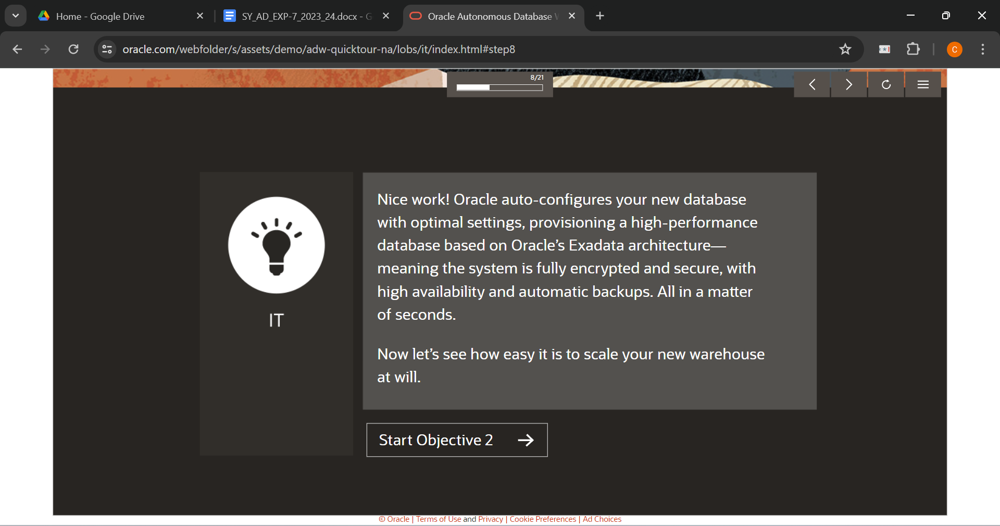 Home - Google Drive
SY_AD_EXP-7_2023_24.docx - G
Oracle Autonomous Database
oracle.com/webfolder/s/assets/demo/adw-quicktour-na/lobs/it/index.html#step8
C
8/21
IT
Nice work! Oracle auto-configures your new database
with optimal settings, provisioning a high-performance
database based on Oracle’s Exadata architecture—
meaning the system is fully encrypted and secure, with
high availability and automatic backups. All in a matter
of seconds.
Now let’s see how easy it is to scale your new warehouse
at will.
Start Objective 2
© Oracle | Terms of Use and Privacy | Cookie Preferences | Ad Choices